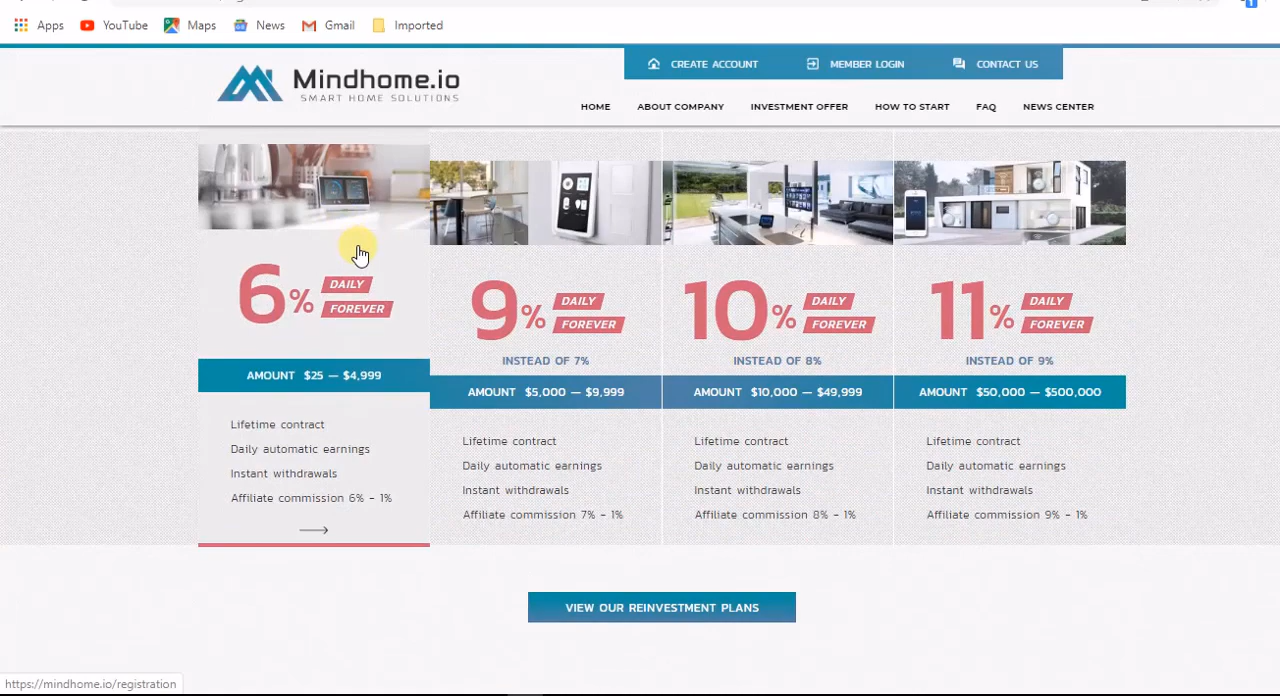 Apps YouTube Maps News Gmail Imported
CREATE ACCOUNT MEMBER LOGIN CONTACT US
Mindhome.io
SMART HOME SOLUTIONS
HOME ABOUT COMPANY INVESTMENT OFFER HOW TO START FAQ NEWS CENTER
6% DAILY FOREVER
AMOUNT $25 — $4,999
Lifetime contract
Daily automatic earnings
Instant withdrawals
Affiliate commission 6% - 1%
9% DAILY FOREVER
INSTEAD OF 7%
AMOUNT $5,000 — $9,999
Lifetime contract
Daily automatic earnings
Instant withdrawals
Affiliate commission 7% - 1%
10% DAILY FOREVER
INSTEAD OF 8%
AMOUNT $10,000 — $49,999
Lifetime contract
Daily automatic earnings
Instant withdrawals
Affiliate commission 8% - 1%
11% DAILY FOREVER
INSTEAD OF 9%
AMOUNT $50,000 — $500,000
Lifetime contract
Daily automatic earnings
Instant withdrawals
Affiliate commission 9% - 1%
VIEW OUR REINVESTMENT PLANS
https://mindhome.io/registration